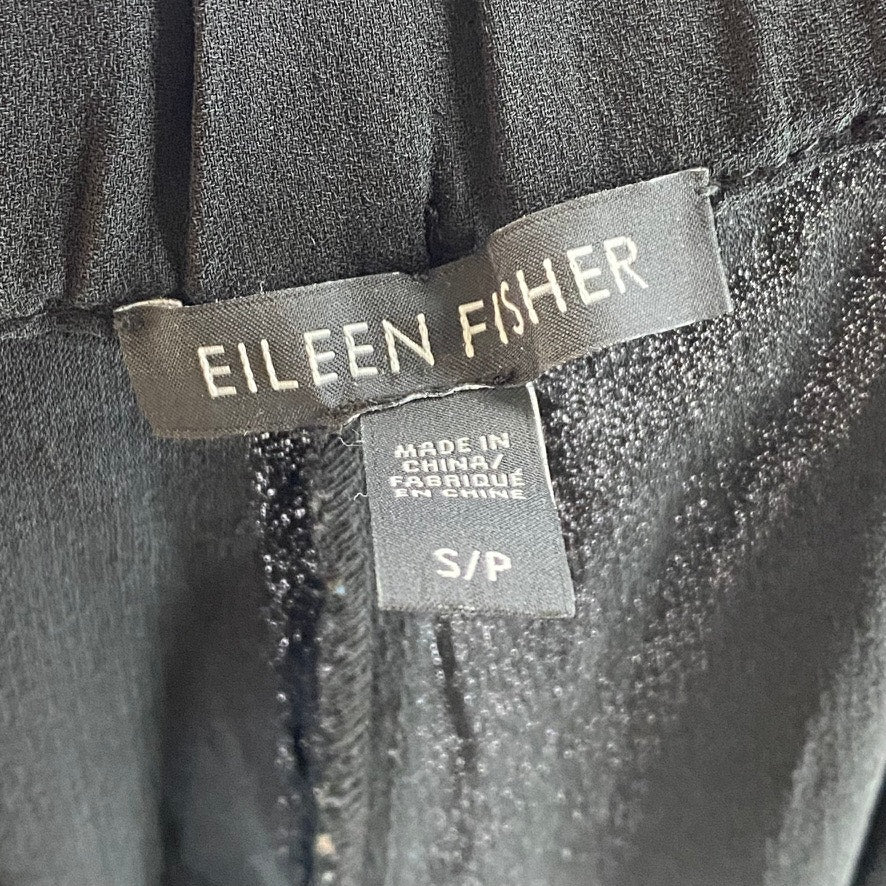 EILEEN FISHER
MADE IN
CHINA/
FABRIQUÉ
EN CHINE
S/P